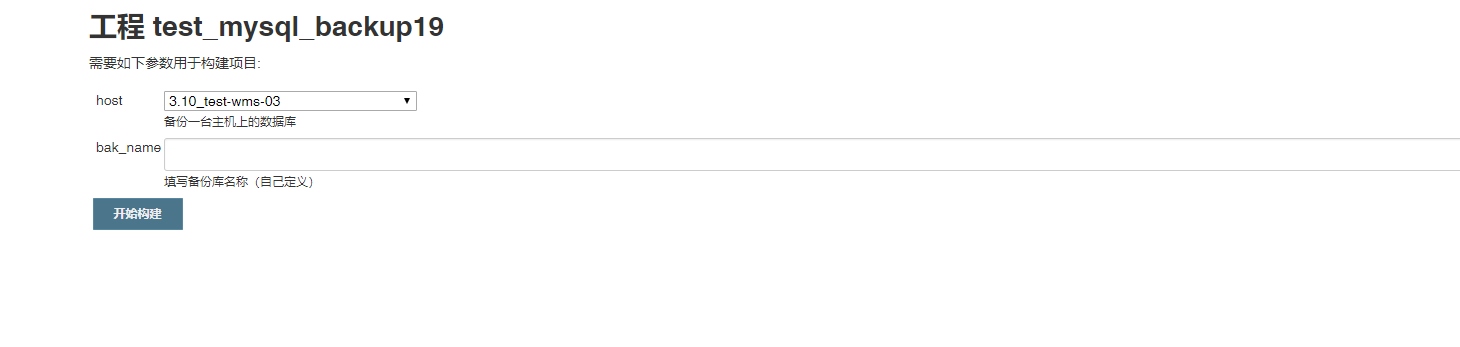 工程 test_mysql_backup19
需要如下参数用于构建项目:
host
3.10_test-wms-03
备份一台主机上的数据库
bak_name
填写备份库名称（自己定义）
开始构建